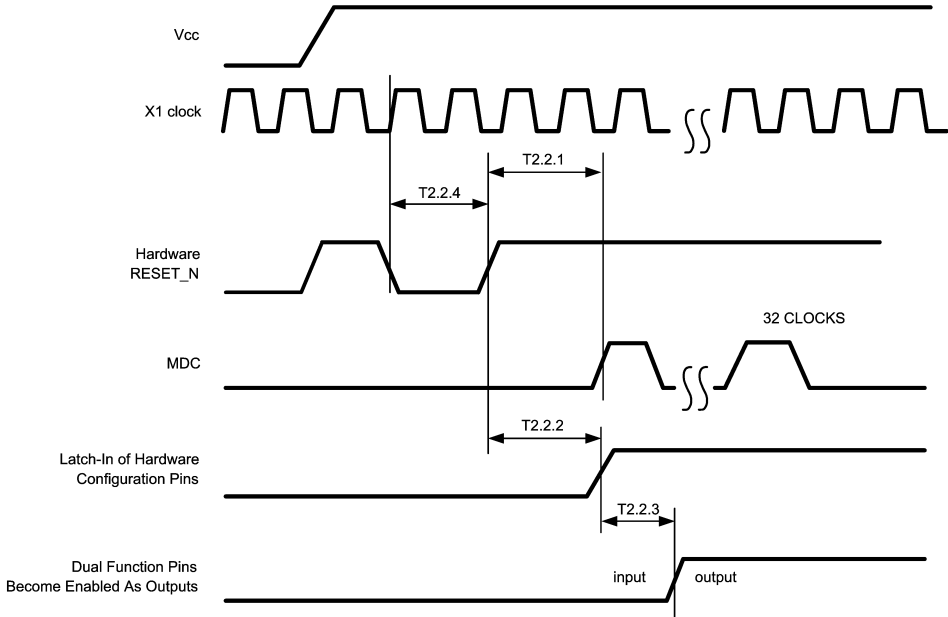 Vcc
X1 clock
T2.2.1
T2.2.4
Hardware
RESET_N
32 CLOCKS
MDC
T2.2.2
Latch-In of Hardware
Configuration Pins
T2.2.3
Dual Function Pins
Become Enabled As Outputs
input
output